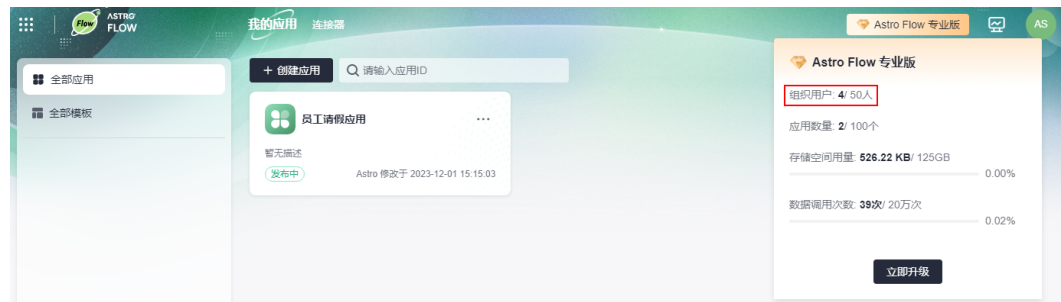 Flow ASTRO FLOW 我的应用 连接器 Astro Flow 专业版 AS
全部应用
全部模板
+ 创建应用 请输入应用ID
员工请假应用 ...
暂无描述
发布中 Astro 修改于 2023-12-01 15:15:03
Astro Flow 专业版
组织用户: 4/ 50人
应用数量: 2/ 100个
存储空间用量: 526.22 KB/ 125GB
0.00%
数据调用次数: 39次/ 20万次
0.02%
立即升级